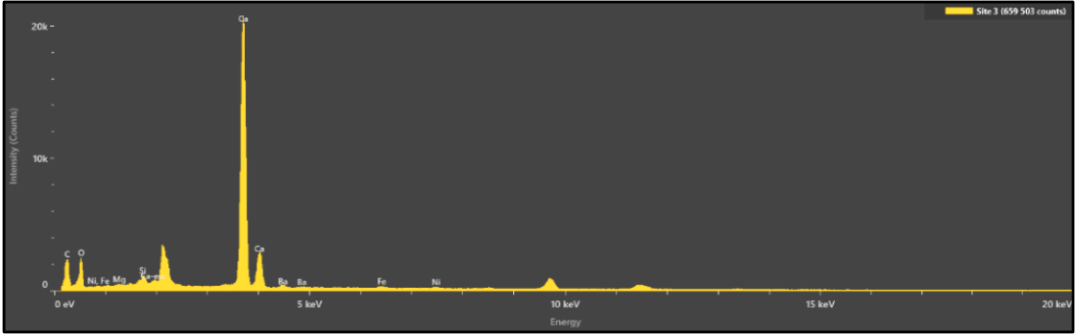 Site 3 (659 503 counts)
Ca
20k
Intensity (Counts)
10k
0
C
O
Ni, Fe
Mg
Si
Ca
Ba
Ba
Fe
Ni
0 eV
5 keV
10 keV
15 keV
20 keV
Energy